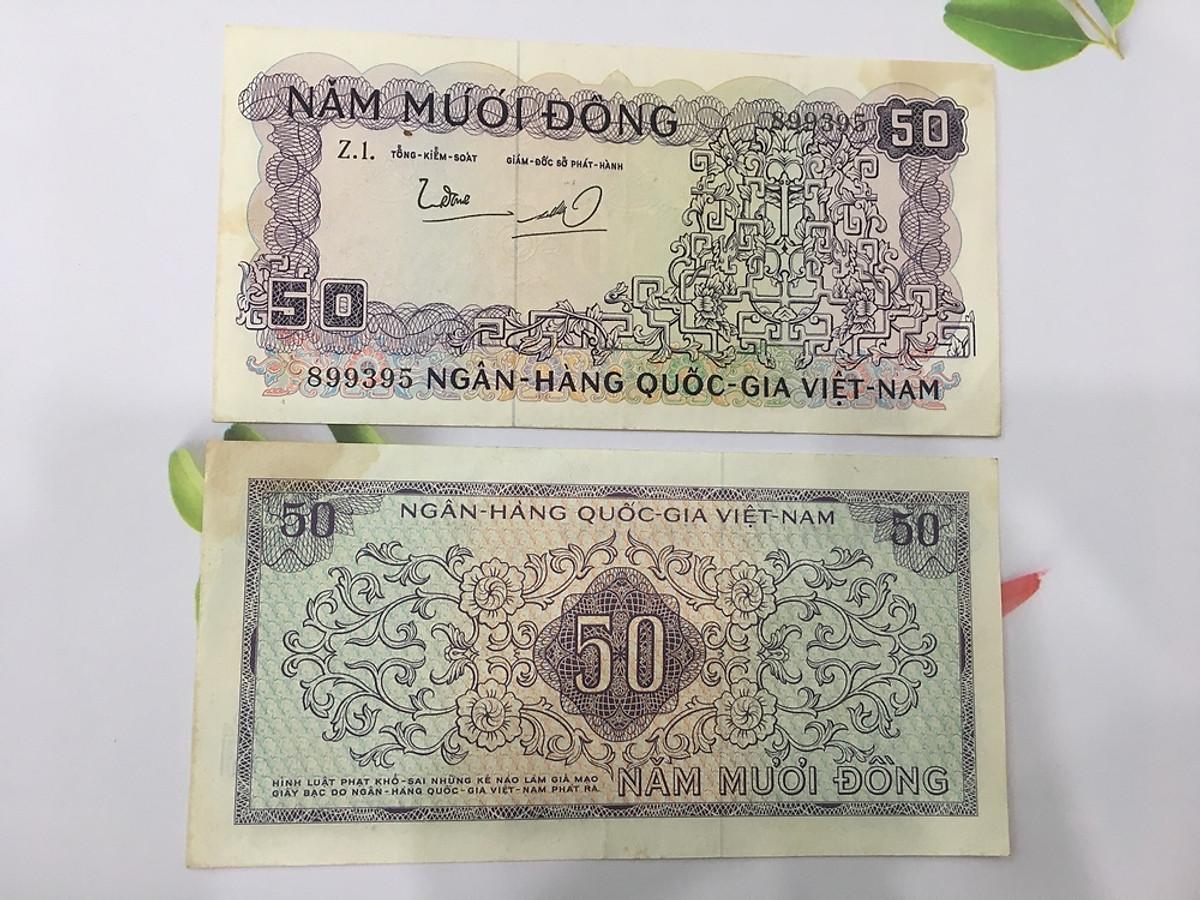 NĂM MƯƠI ĐỒNG
899395 50
Z.1. TỔNG-KIỂM-SOÁT GIÁM-ĐỐC SỞ PHÁT-HÀNH
50
899395 NGÂN-HÀNG QUỐC-GIA VIỆT-NAM
50 NGÂN-HÀNG QUỐC-GIA VIỆT-NAM 50
50
HÌNH LUẬT PHẠT KHỔ-SAI NHỮNG KẺ NÀO LÀM GIẢ MẠO
GIẤY BẠC DO NGÂN-HÀNG QUỐC-GIA VIỆT-NAM PHÁT RA.
NĂM MƯƠI ĐỒNG